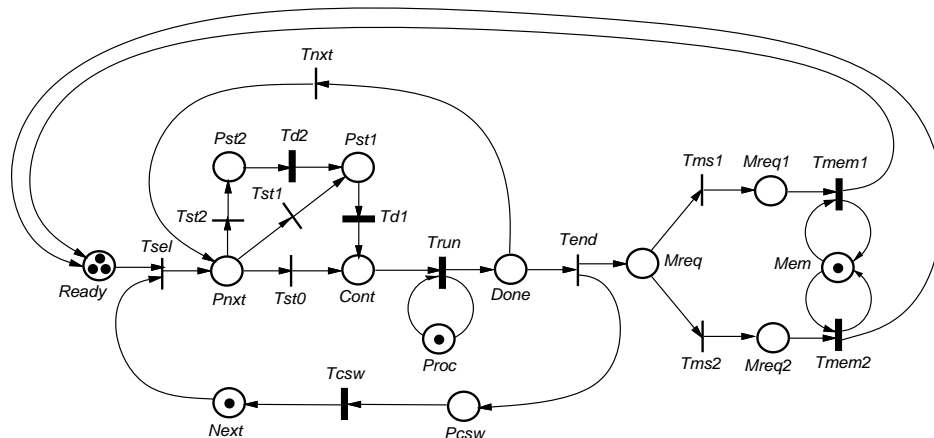 Tnxt
Pst2
Td2
Pst1
Tms1
Mreq1
Tmem1
Tst1
Tst2
Td1
Tsel
Trun
Tend
Ready
Pnxt
Tst0
Cont
Done
Mreq
Mem
Proc
Tms2
Mreq2
Tmem2
Tcsw
Next
Pcsw